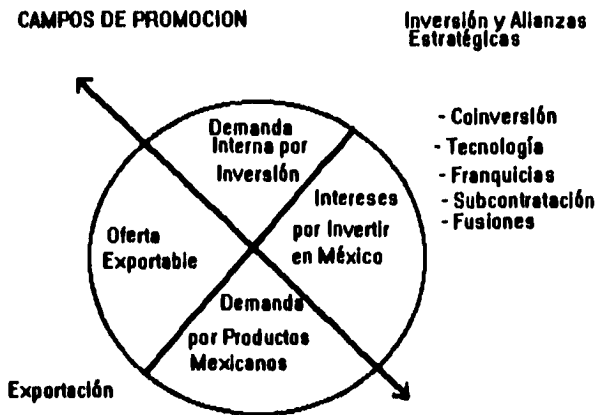 CAMPOS DE PROMOCION
Inversión y Alianzas
Estratégicas
- Coinversión
- Tecnología
- Franquicias
- Subcontratación
- Fusiones
Demanda
Interna por
Inversión
Intereses
por Invertir
en México
Oferta
Exportable
Demanda
por Productos
Mexicanos
Exportación